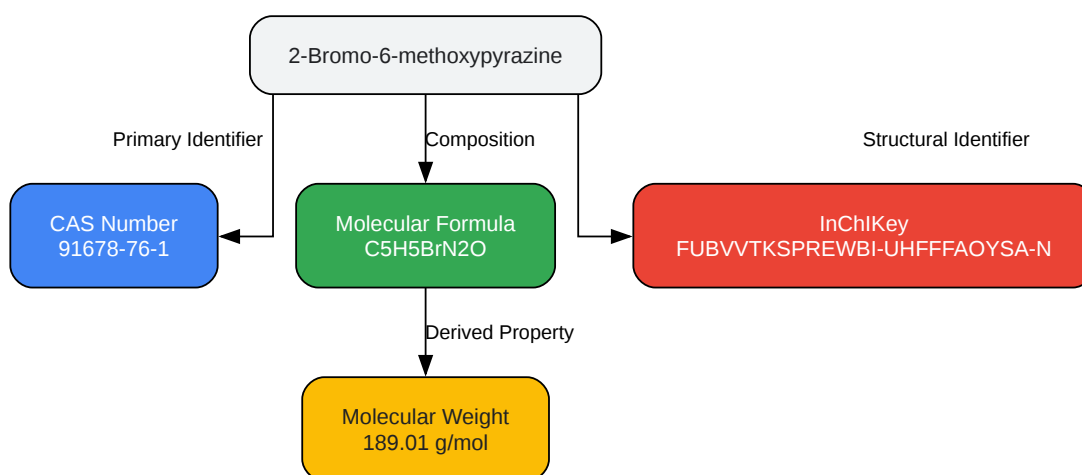 2-Bromo-6-methoxypyrazine
Primary Identifier
Composition
Structural Identifier
CAS Number
91678-76-1
Molecular Formula
C5H5BrN2O
InChIKey
FUBVVTKSPREWBI-UHFFFAOYSA-N
Derived Property
Molecular Weight
189.01 g/mol